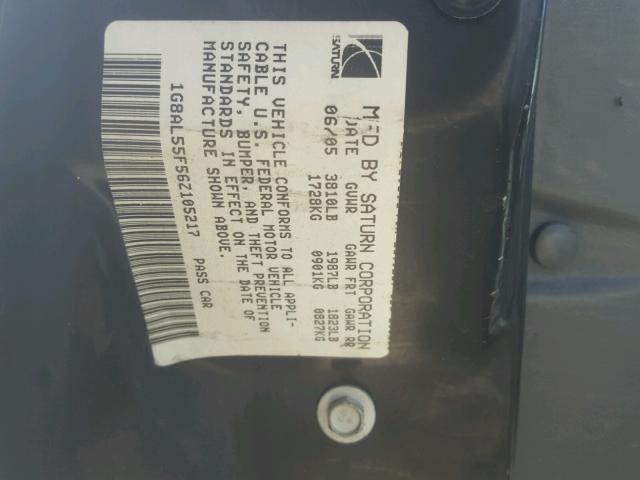 SATURN
MFD BY SATURN CORPORATION
DATE GVWR GAWR FRT GAWR RR
06/05 3810LB 1987LB 1823LB
1728KG 0901KG 0827KG
THIS VEHICLE CONFORMS TO ALL APPLI-
CABLE U.S. FEDERAL MOTOR VEHICLE
SAFETY, BUMPER, AND THEFT PREVENTION
STANDARDS IN EFFECT ON THE DATE OF
MANUFACTURE SHOWN ABOVE.
1G8AL55F56Z105217 PASS CAR